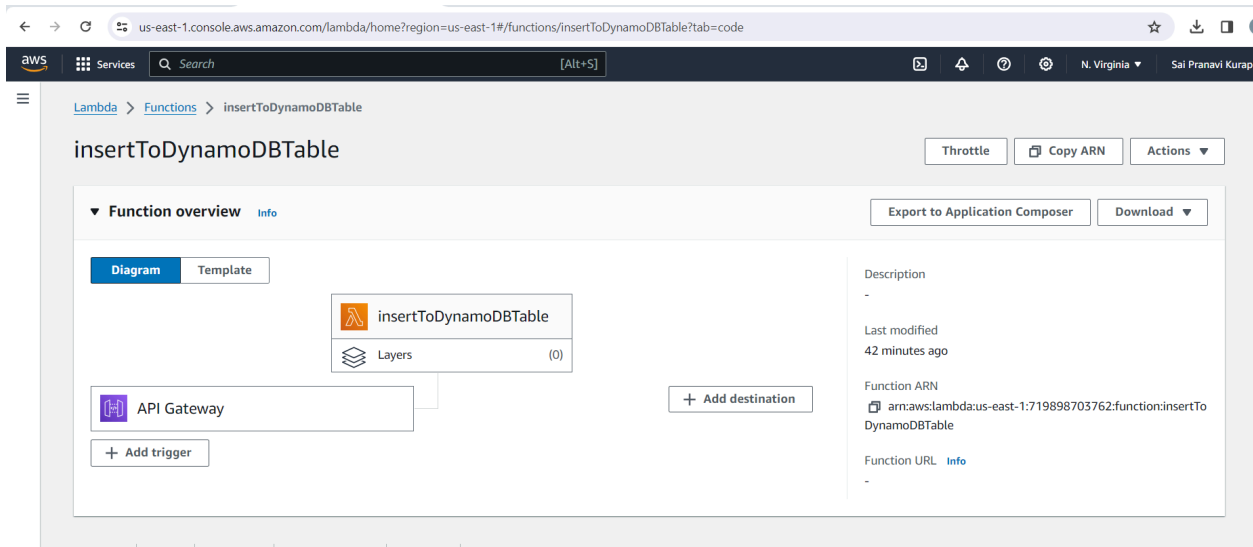 us-east-1.console.aws.amazon.com/lambda/home?region=us-east-1#/functions/insertToDynamoDBTable?tab=code
aws Services Search [Alt+S] N. Virginia ▼ Sai Pranavi Kurap
Lambda > Functions > insertToDynamoDBTable
insertToDynamoDBTable
Throttle Copy ARN Actions ▼
▼ Function overview Info
Export to Application Composer Download ▼
Diagram Template
insertToDynamoDBTable
Layers (0)
API Gateway
+ Add trigger
+ Add destination
Description
-
Last modified
42 minutes ago
Function ARN
arn:aws:lambda:us-east-1:719898703762:function:insertTo
DynamoDBTable
Function URL Info
-